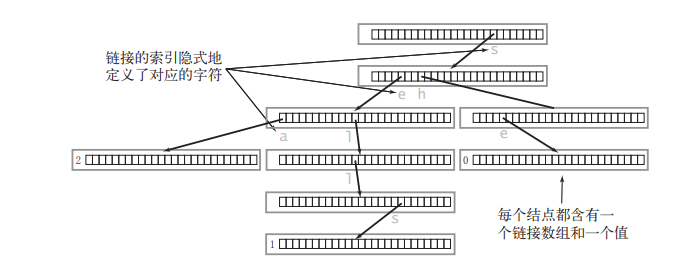 s
链接的索引隐式地
定义了对应的字符
e h
a
l
e
2
0
l
s
每个结点都含有一
个链接数组和一个值
1